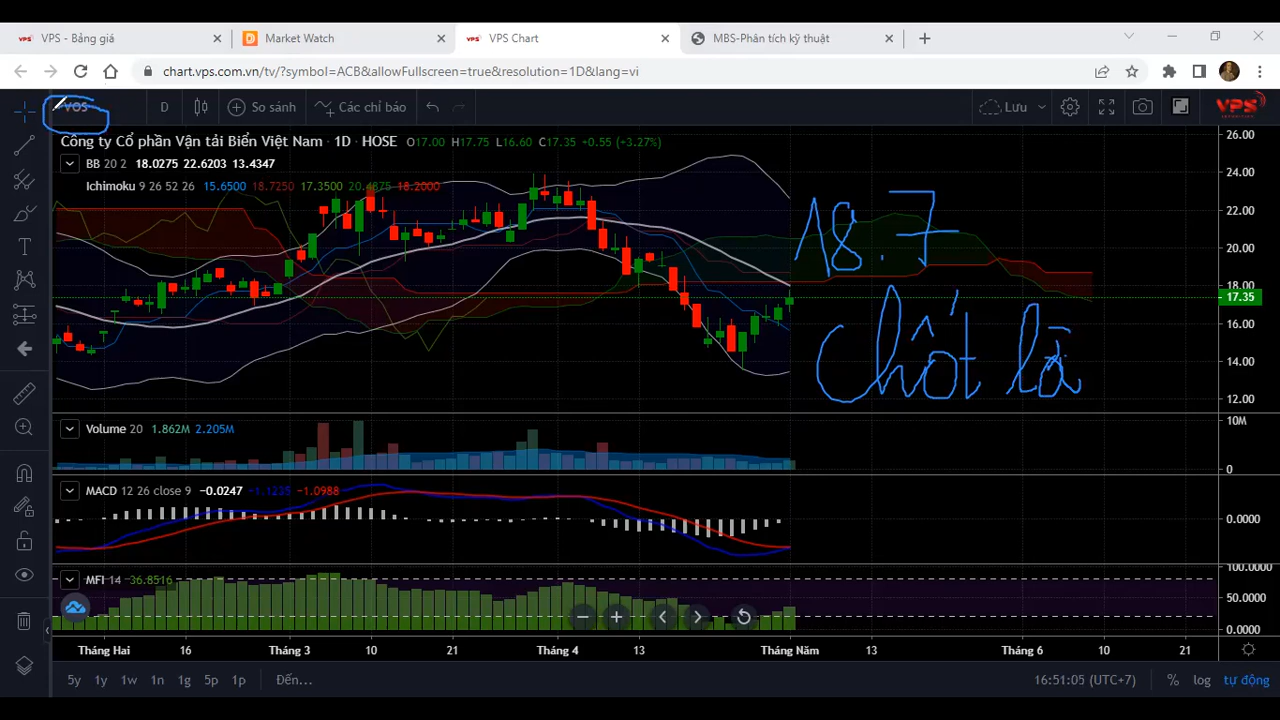 VPS - Bảng giá
Market Watch
VPS Chart
MBS-Phân tích kỹ thuật
chart.vps.com.vn/tv/?symbol=ACB&allowFullscreen=true&resolution=1D&lang=vi
VOS D So sánh Các chỉ báo Lưu VPS
Công ty Cổ phần Vận tải Biển Việt Nam · 1D · HOSE O17.00 H17.75 L16.60 C17.35 +0.55 (+3.27%)
BB 20 2 18.0275 22.6203 13.4347
Ichimoku 9 26 52 26 15.6500 18.7250 17.3500 20.4875 18.2000
26.00
24.00
22.00
20.00
18.00
17.35
16.00
14.00
12.00
18.7
chốt lã
Volume 20 1.862M 2.205M
10M
0
MACD 12 26 close 9 −0.0247 −1.1235 −1.0988
0.0000
MFI 14 36.8516
100.0000
50.0000
0.0000
Tháng Hai 16 Tháng 3 10 21 Tháng 4 13 Tháng Năm 13 Tháng 6 10 21
5y 1y 1w 1n 1g 5p 1p Đến... 16:51:05 (UTC+7) % log tự động